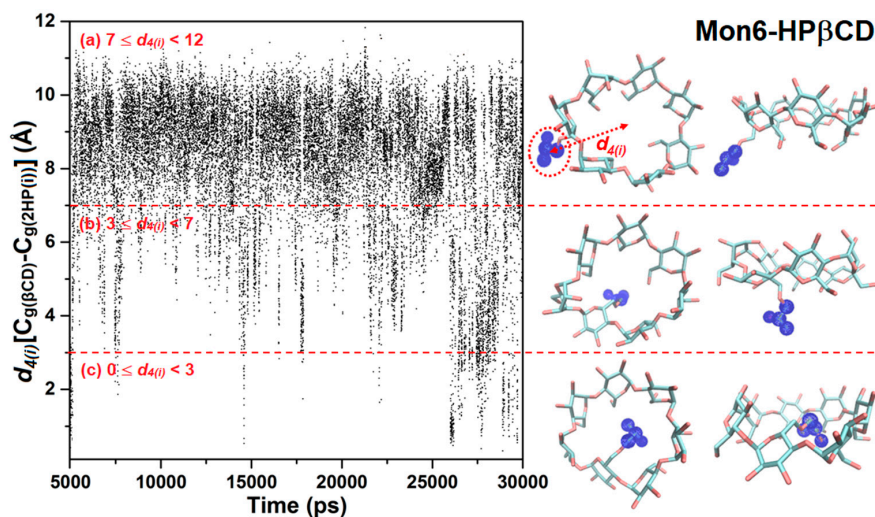 Mon6-HPβCD
(a) 7 ≤ d4(i) < 12
(b) 3 ≤ d4(i) < 7
(c) 0 ≤ d4(i) < 3
d4(i)[Cg(βCD)-Cg(2HP(i))] (Å)
12
10
8
6
4
2
5000 10000 15000 20000 25000 30000
Time (ps)
d4(i)